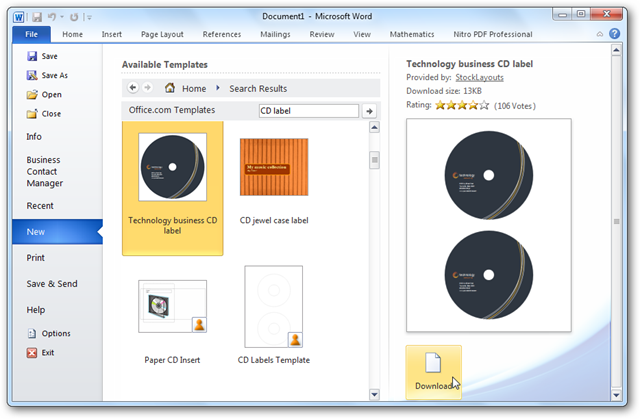 Document1 - Microsoft Word
File Home Insert Page Layout References Mailings Review View Mathematics Nitro PDF Professional
Save
Save As
Open
Close
Info
Business
Contact
Manager
Recent
New
Print
Save & Send
Help
Options
Exit
Available Templates
Home Search Results
Office.com Templates CD label
Technology business CD
label
My music collection
CD jewel case label
Paper CD Insert
CD Labels Template
Technology business CD label
Provided by: StockLayouts
Download size: 13KB
Rating: (106 Votes)
Download